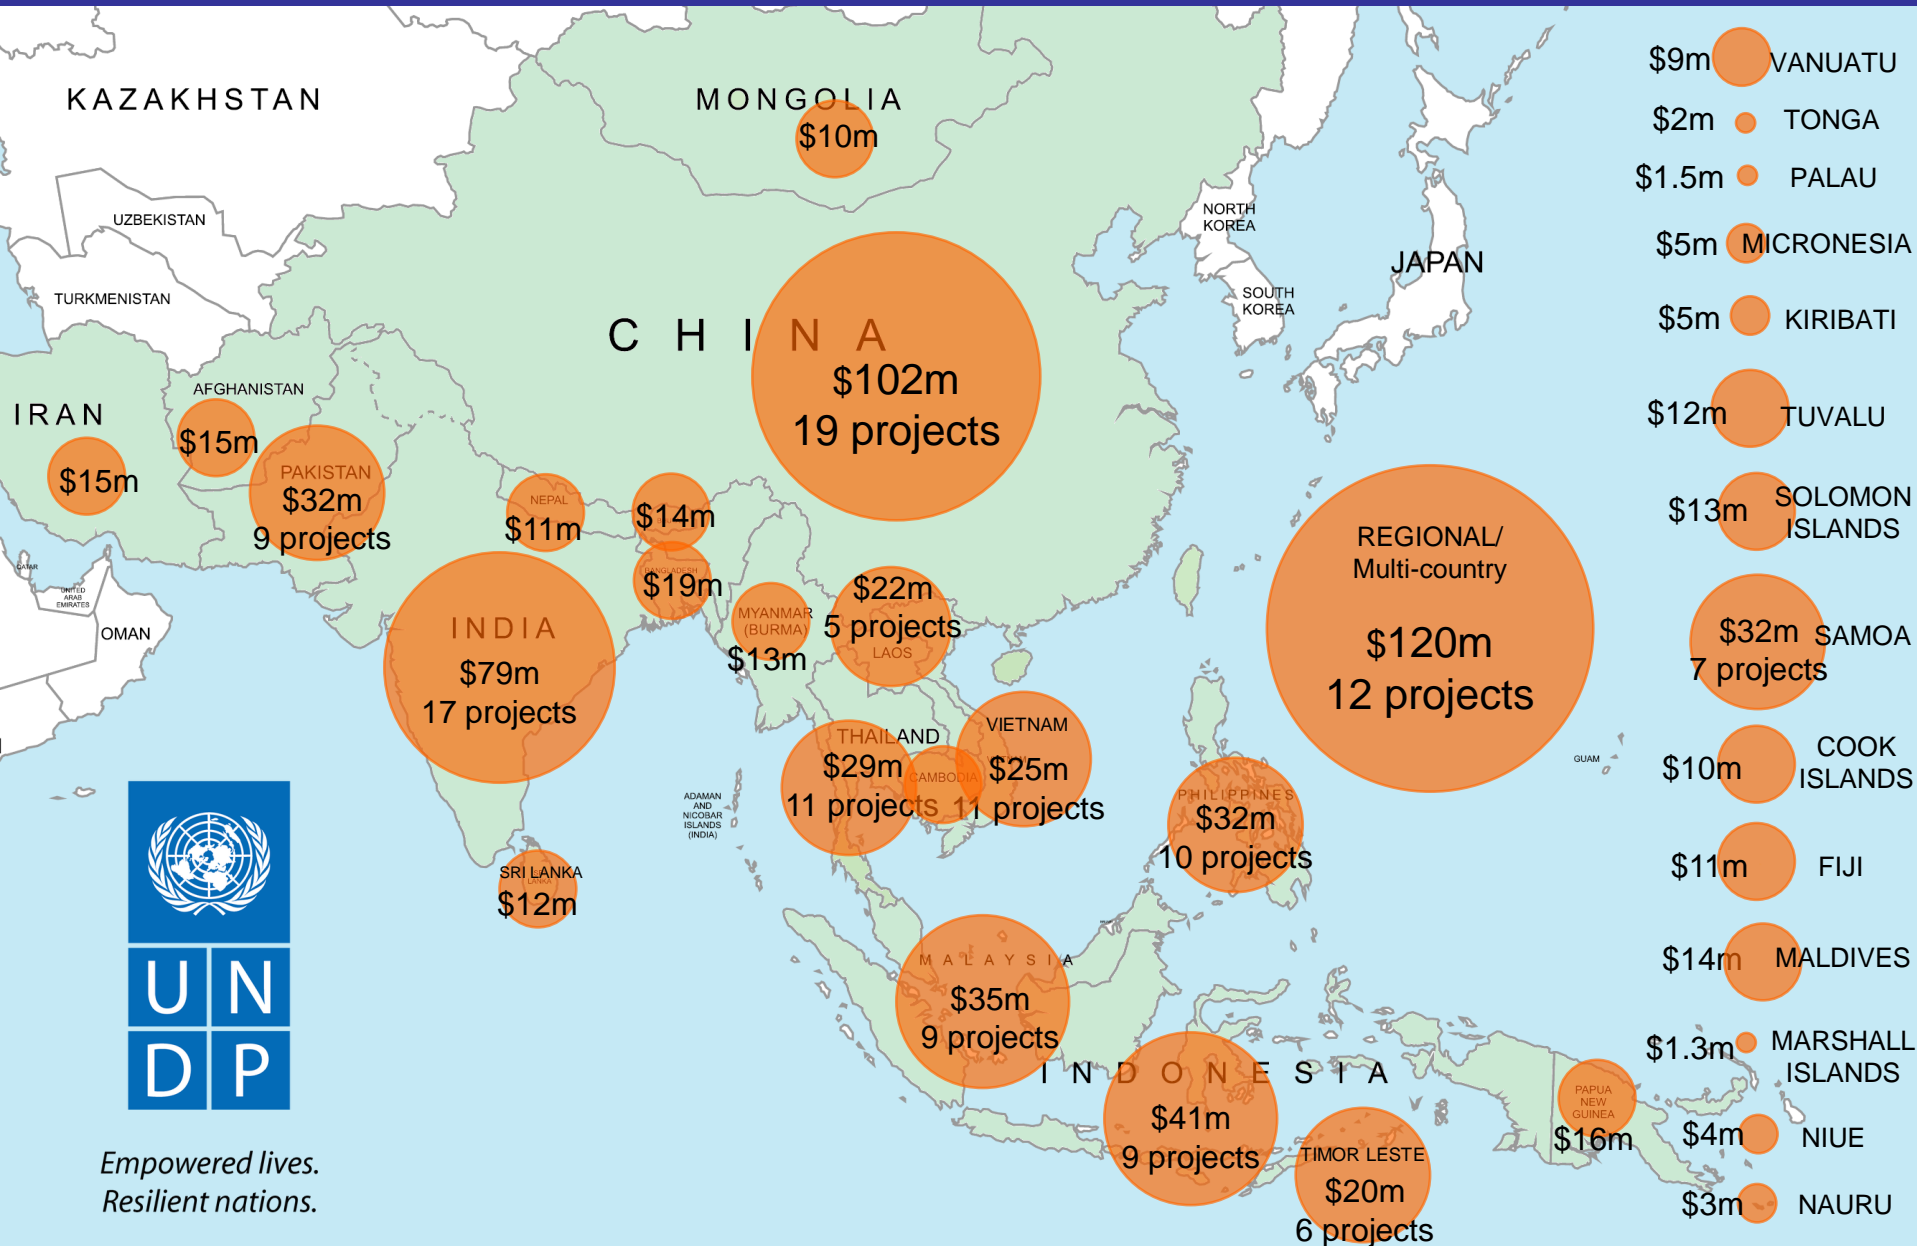 KAZAKHSTAN
MONGOLIA
$10m
UZBEKISTAN
TURKMENISTAN
NORTH
KOREA
SOUTH
KOREA
JAPAN
CHINA
$102m
19 projects
AFGHANISTAN
$15m
IRAN
$15m
PAKISTAN
$32m
9 projects
NEPAL
$11m
$14m
BANGLADESH
$19m
QATAR
UNITED
ARAB
EMIRATES
OMAN
INDIA
$79m
17 projects
MYANMAR
(BURMA)
$13m
$22m
5 projects
LAOS
THAILAND
$29m
11 projects
CAMBODIA
VIETNAM
$25m
11 projects
ADAMAN
AND
NICOBAR
ISLANDS
(INDIA)
SRI LANKA
LANKA
$12m
PHILIPPINES
$32m
10 projects
REGIONAL/
Multi-country
$120m
12 projects
GUAM
MALAYSIA
$35m
9 projects
INDONESIA
$41m
9 projects
TIMOR LESTE
$20m
6 projects
PAPUA
NEW
GUINEA
$16m
$9m VANUATU
$2m TONGA
$1.5m PALAU
$5m MICRONESIA
$5m KIRIBATI
$12m TUVALU
$13m SOLOMON
ISLANDS
$32m SAMOA
7 projects
$10m COOK
ISLANDS
$11m FIJI
$14m MALDIVES
$1.3m MARSHALL
ISLANDS
$4m NIUE
$3m NAURU
U N
D P
Empowered lives.
Resilient nations.